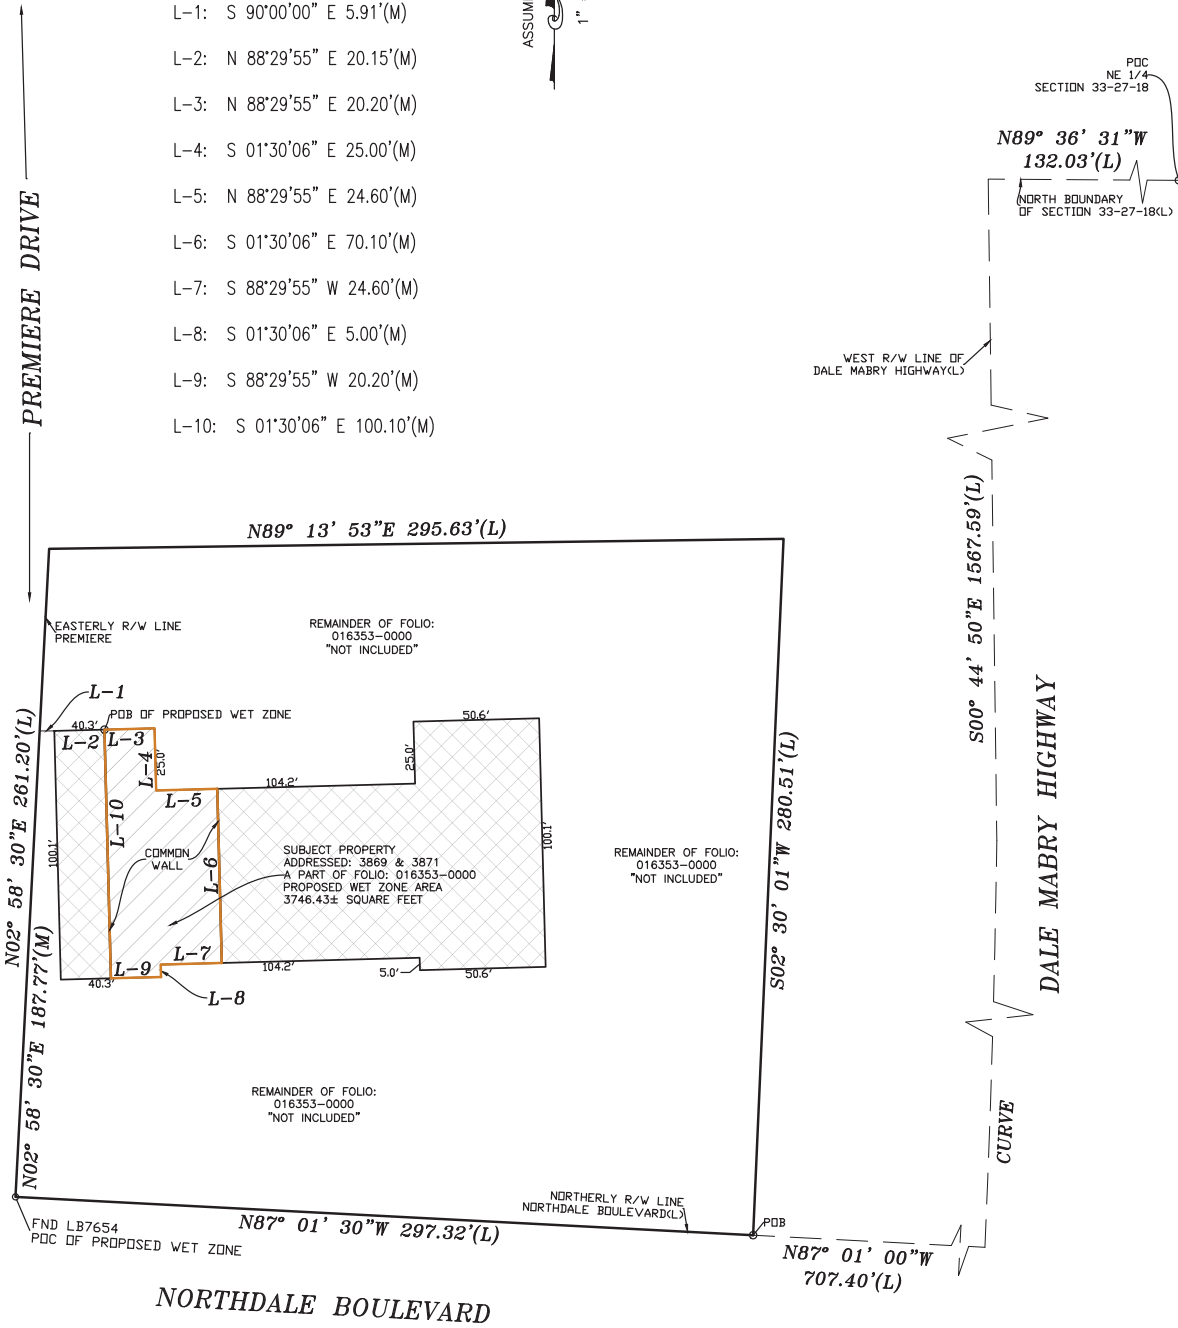 L-1: S 90°00'00" E 5.91'(M)
L-2: N 88°29'55" E 20.15'(M)
L-3: N 88°29'55" E 20.20'(M)
L-4: S 01°30'06" E 25.00'(M)
L-5: N 88°29'55" E 24.60'(M)
L-6: S 01°30'06" E 70.10'(M)
L-7: S 88°29'55" W 24.60'(M)
L-8: S 01°30'06" E 5.00'(M)
L-9: S 88°29'55" W 20.20'(M)
L-10: S 01°30'06" E 100.10'(M)
1"
POC
NE 1/4
SECTION 33-27-18
N89° 36' 31"W
132.03'(L)
NORTH BOUNDARY
OF SECTION 33-27-18(L)
PREMIERE DRIVE
WEST R/W LINE OF
DALE MABRY HIGHWAY(L)
S00° 44' 50"E 1567.59'(L)
DALE MABRY HIGHWAY
CURVE
N89° 13' 53"E 295.63'(L)
EASTERLY R/W LINE
PREMIERE
REMAINDER OF FOLIO:
016353-0000
"NOT INCLUDED"
L-1
POB OF PROPOSED WET ZONE
40.3'
L-2
L-3
L-4
25.0'
L-5
104.2'
25.0'
50.6'
N02° 58' 30"E 261.20'(L)
L-10
100.1'
COMMON
WALL
L-6
SUBJECT PROPERTY
ADDRESSED: 3869 & 3871
A PART OF FOLIO: 016353-0000
PROPOSED WET ZONE AREA
3746.43± SQUARE FEET
100.1'
REMAINDER OF FOLIO:
016353-0000
"NOT INCLUDED"
S02° 30' 01"W 280.51'(L)
L-7
L-9
40.3'
L-8
104.2'
5.0'
50.6'
N02° 58' 30"E 187.77'(M)
REMAINDER OF FOLIO:
016353-0000
"NOT INCLUDED"
FND LB7654
POC OF PROPOSED WET ZONE
N87° 01' 30"W 297.32'(L)
NORTHERLY R/W LINE
NORTHDALE BOULEVARD(L)
POB
N87° 01' 00"W
707.40'(L)
NORTHDALE BOULEVARD